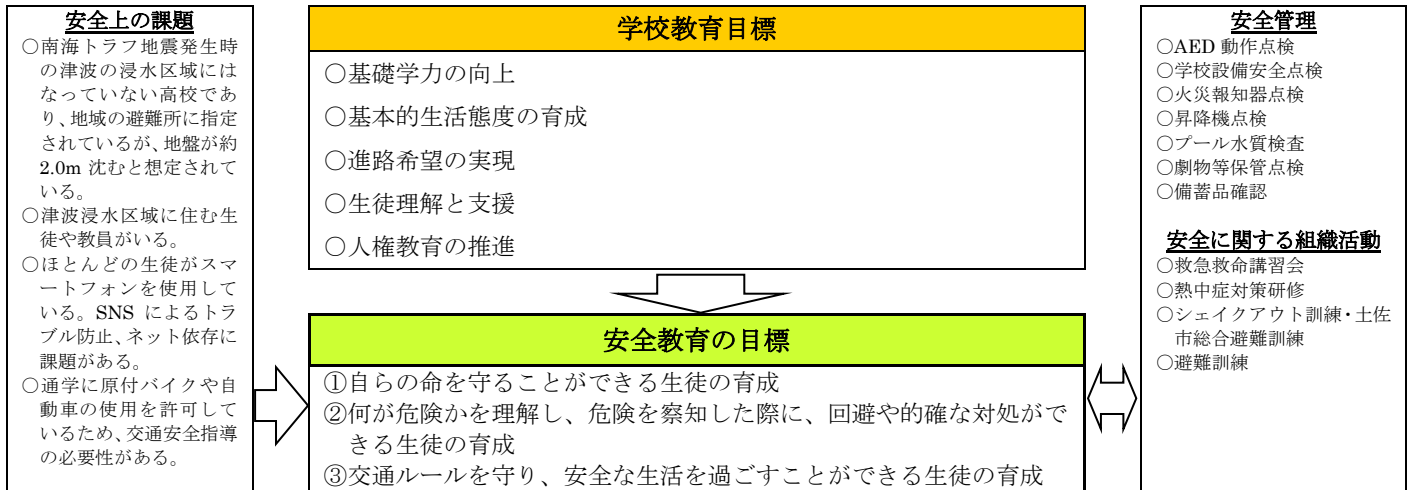 安全上の課題
○南海トラフ地震発生時
の津波の浸水区域には
なっていない高校であ
り、地域の避難所に指定
されているが、地盤が約
2.0m 沈むと想定されて
いる。
○津波浸水区域に住む生
徒や教員がいる。
○ほとんどの生徒がスマ
ートフォンを使用して
いる。SNS によるトラ
ブル防止、ネット依存に
課題がある。
○通学に原付バイクや自
動車の使用を許可して
いるため、交通安全指導
の必要性がある。
学校教育目標
○基礎学力の向上
○基本的生活態度の育成
○進路希望の実現
○生徒理解と支援
○人権教育の推進
安全教育の目標
①自らの命を守ることができる生徒の育成
②何が危険かを理解し、危険を察知した際に、回避や的確な対処がで
きる生徒の育成
③交通ルールを守り、安全な生活を過ごすことができる生徒の育成
安全管理
○AED 動作点検
○学校設備安全点検
○火災報知器点検
○昇降機点検
○プール水質検査
○劇物等保管点検
○備蓄品確認
安全に関する組織活動
○救急救命講習会
○熱中症対策研修
○シェイクアウト訓練・土佐
市総合避難訓練
○避難訓練